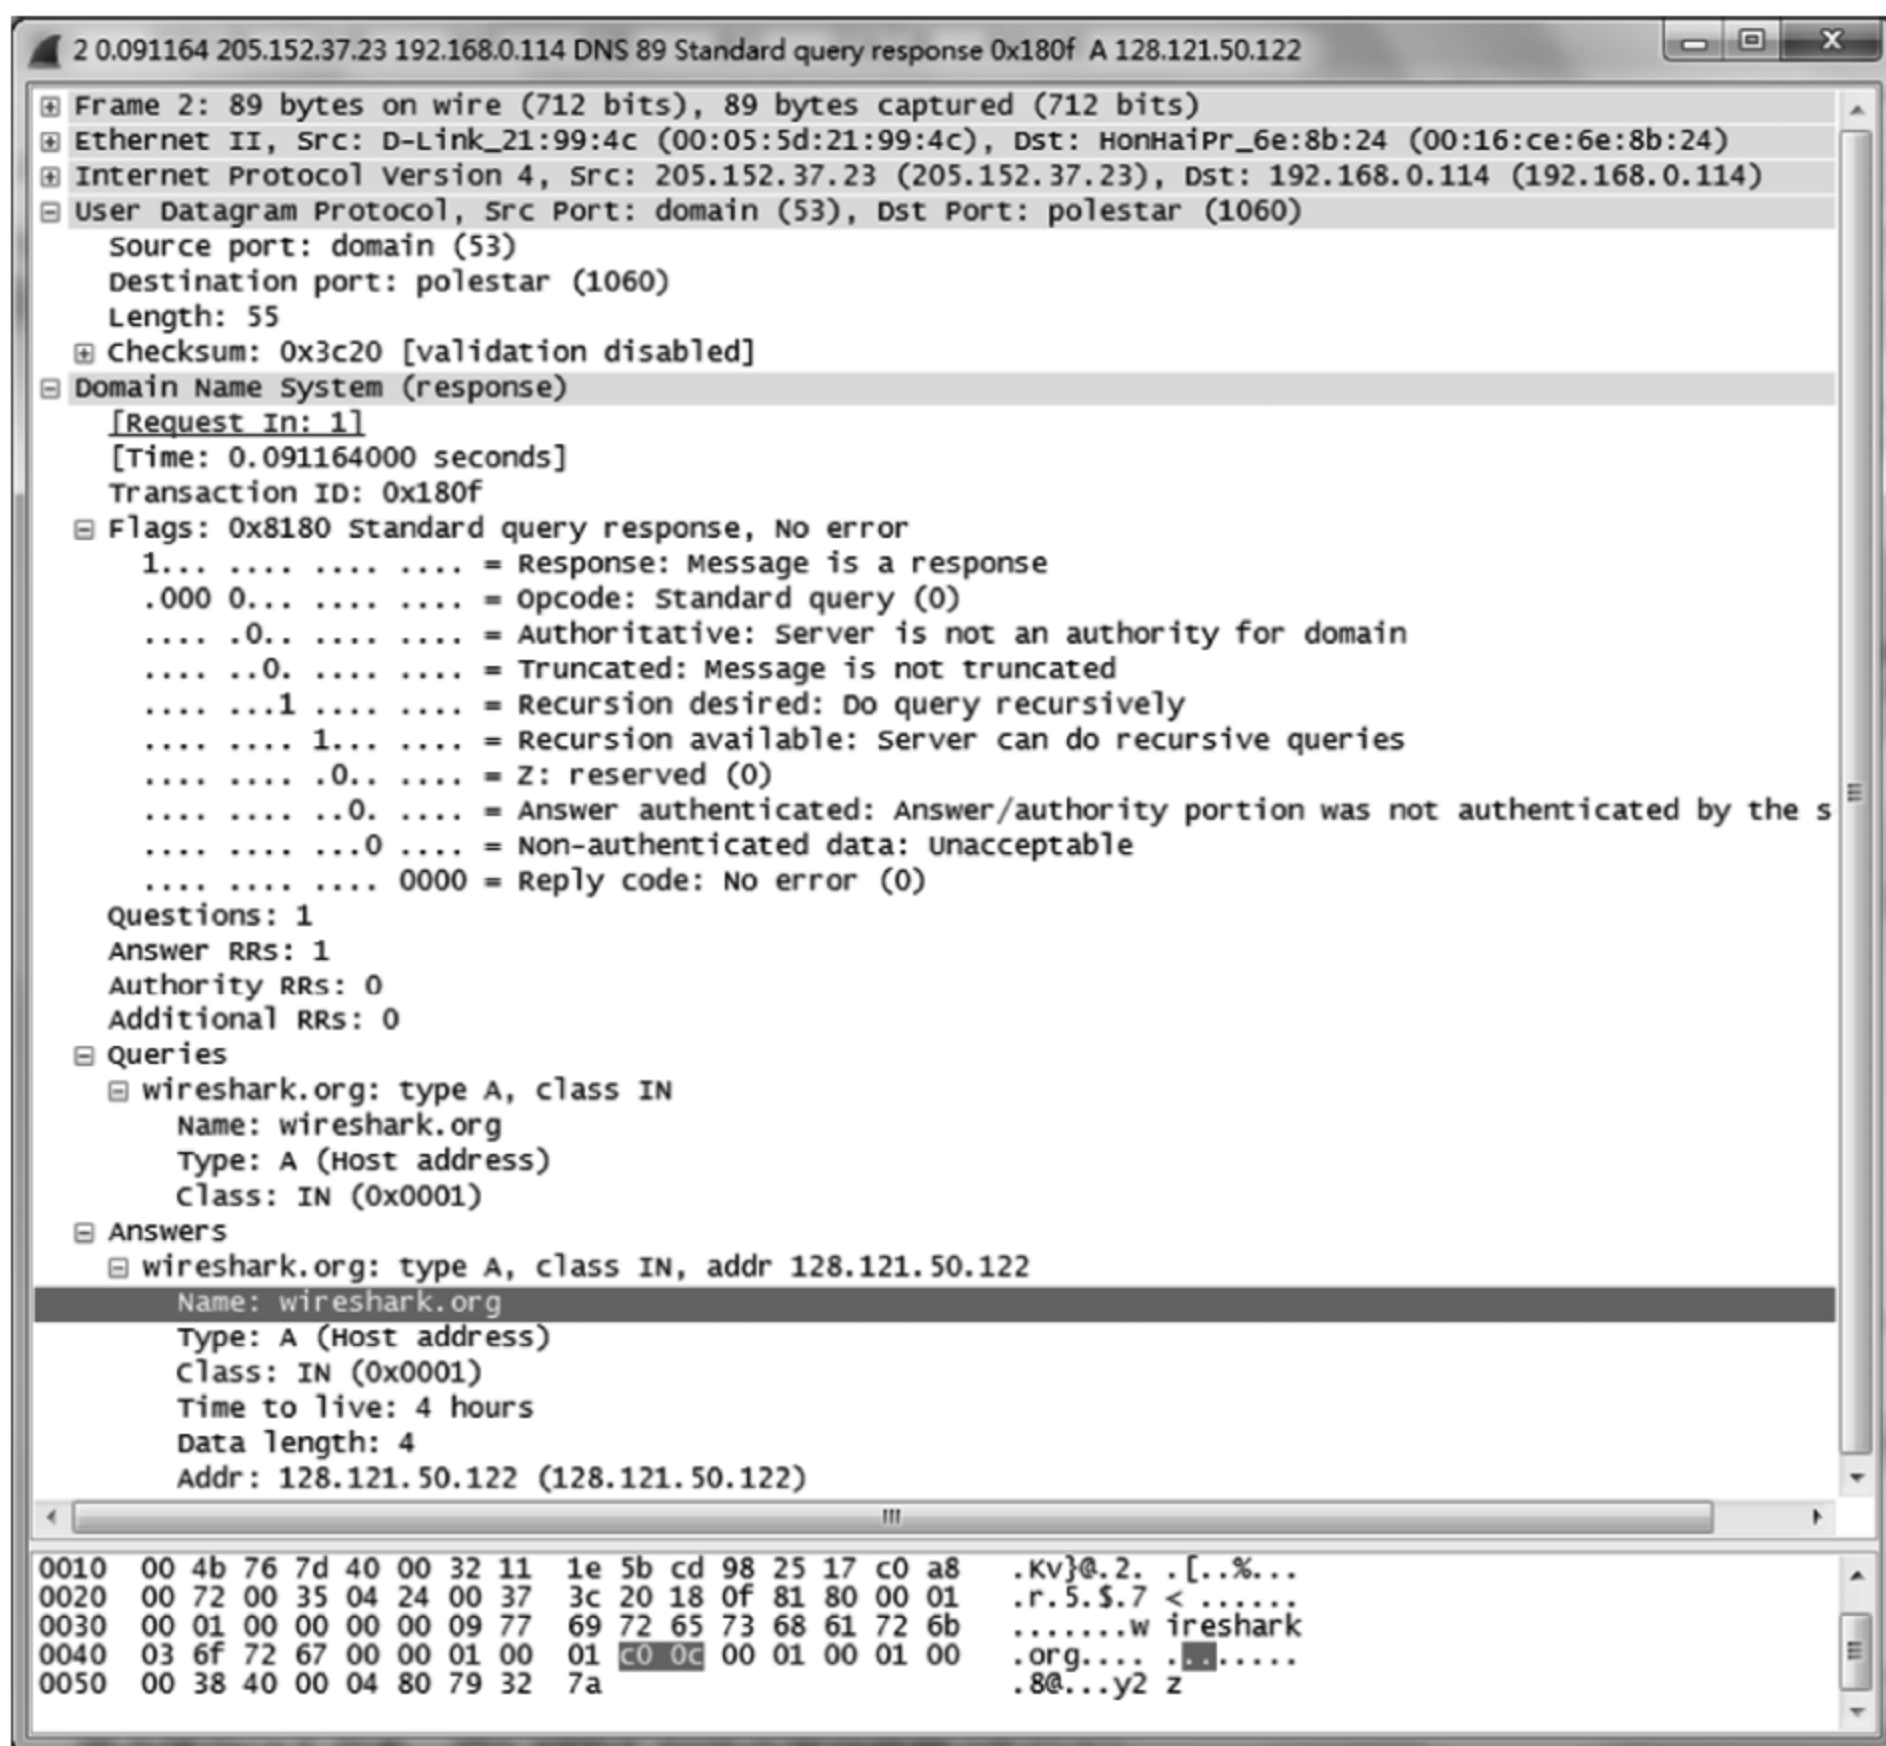 2 0.091164 205.152.37.23 192.168.0.114 DNS 89 Standard query response 0x180f A 128.121.50.122
Frame 2: 89 bytes on wire (712 bits), 89 bytes captured (712 bits)
Ethernet II, Src: D-Link_21:99:4c (00:05:5d:21:99:4c), Dst: HonHaiPr_6e:8b:24 (00:16:ce:6e:8b:24)
Internet Protocol Version 4, Src: 205.152.37.23 (205.152.37.23), Dst: 192.168.0.114 (192.168.0.114)
User Datagram Protocol, Src Port: domain (53), Dst Port: polestar (1060)
Source port: domain (53)
Destination port: polestar (1060)
Length: 55
Checksum: 0x3c20 [validation disabled]
Domain Name System (response)
[Request In: 1]
[Time: 0.091164000 seconds]
Transaction ID: 0x180f
Flags: 0x8180 Standard query response, No error
1... .... .... .... = Response: Message is a response
.000 0... .... .... = Opcode: Standard query (0)
.... .0.. .... .... = Authoritative: Server is not an authority for domain
.... ..0. .... .... = Truncated: Message is not truncated
.... ...1 .... .... = Recursion desired: Do query recursively
.... .... 1... .... = Recursion available: Server can do recursive queries
.... .... .0.. .... = Z: reserved (0)
.... .... ..0. .... = Answer authenticated: Answer/authority portion was not authenticated by the s
.... .... ...0 .... = Non-authenticated data: Unacceptable
.... .... .... 0000 = Reply code: No error (0)
Questions: 1
Answer RRs: 1
Authority RRs: 0
Additional RRs: 0
Queries
wireshark.org: type A, class IN
Name: wireshark.org
Type: A (Host address)
Class: IN (0x0001)
Answers
wireshark.org: type A, class IN, addr 128.121.50.122
Name: wireshark.org
Type: A (Host address)
Class: IN (0x0001)
Time to live: 4 hours
Data length: 4
Addr: 128.121.50.122 (128.121.50.122)
0010 00 4b 76 7d 40 00 32 11 1e 5b cd 98 25 17 c0 a8 .Kv}@.2. .[..%...
0020 00 72 00 35 04 24 00 37 3c 20 18 0f 81 80 00 01 .r.5.$.7 < ......
0030 00 01 00 00 00 00 09 77 69 72 65 73 68 61 72 6b .......w ireshark
0040 03 6f 72 67 00 00 01 00 01 c0 0c 00 01 00 01 00 .org.... ........
0050 00 38 40 00 04 80 79 32 7a .8@...y2 z